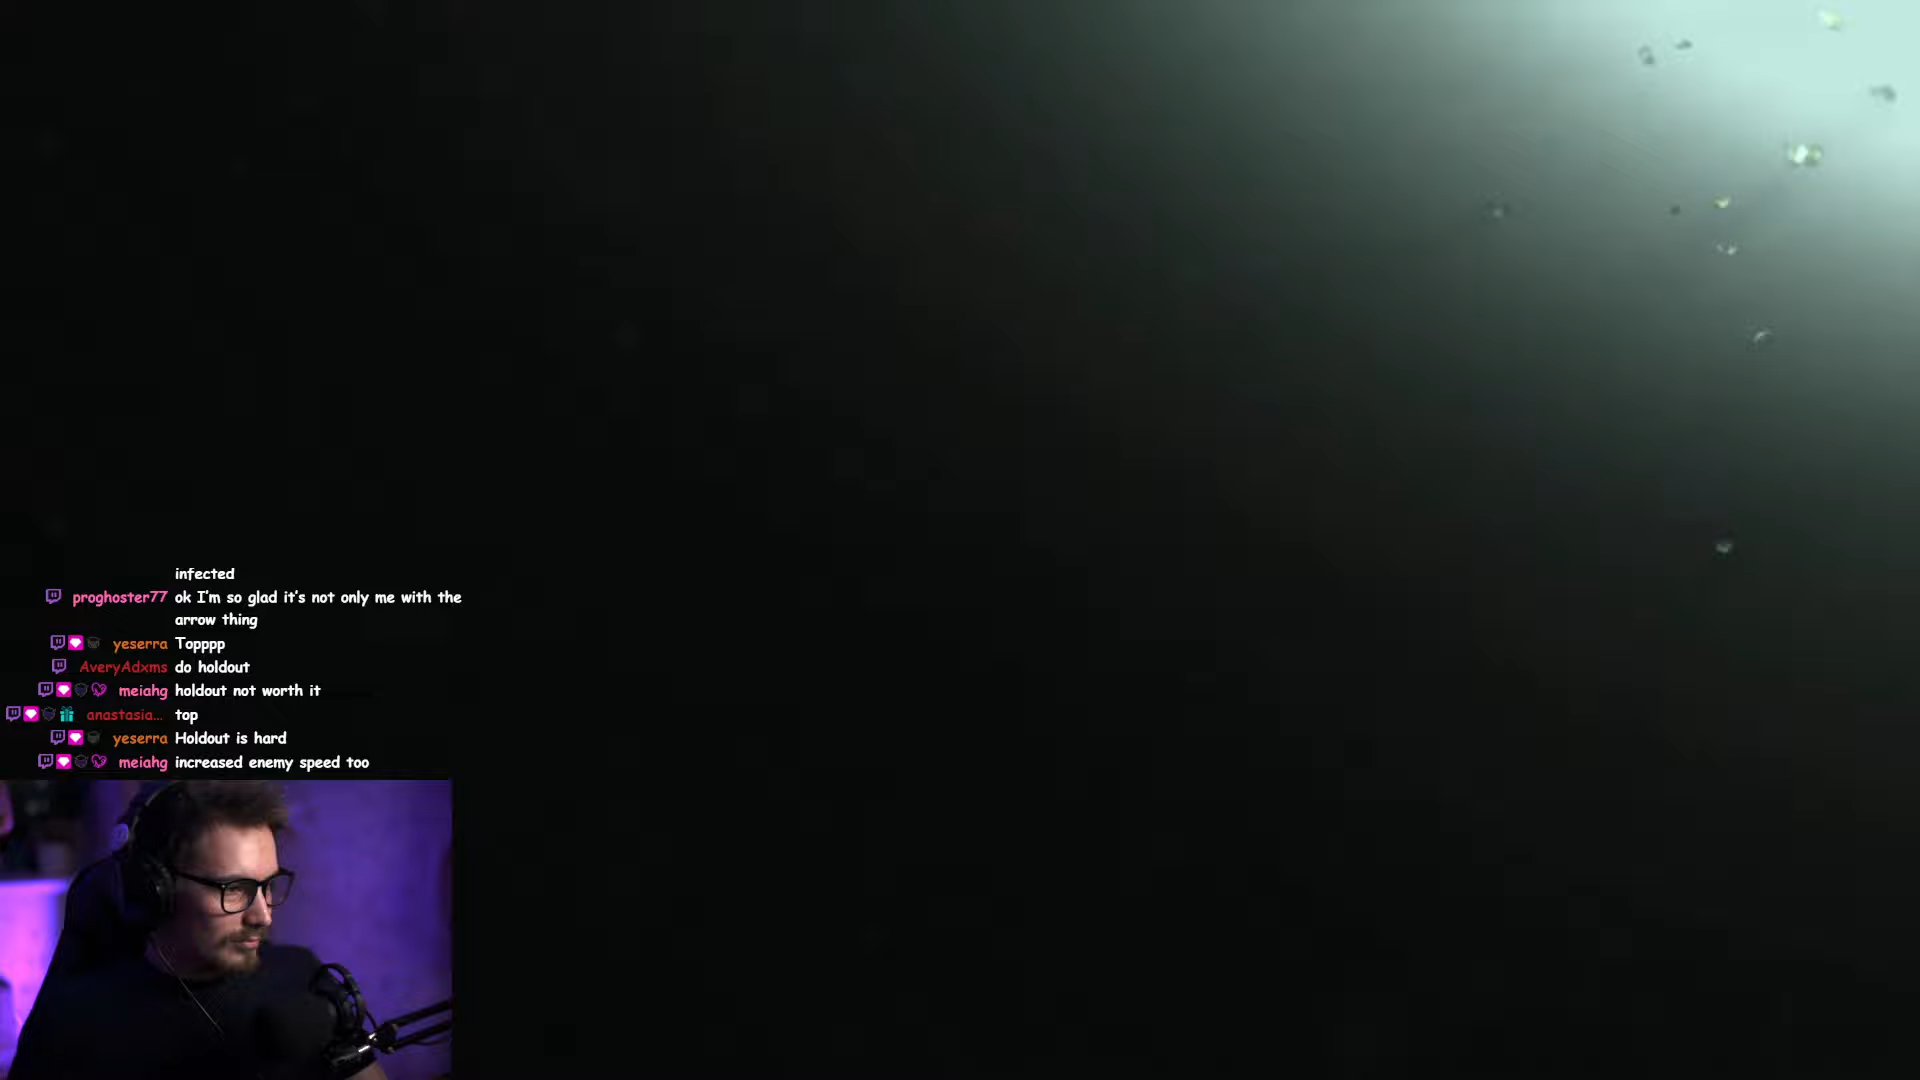 infected
proghoster77 ok I'm so glad it's not only me with the
arrow thing
yeserra Topppp
AveryAdxms do holdout
meiahg holdout not worth it
anastasia... top
yeserra Holdout is hard
meiahg increased enemy speed too